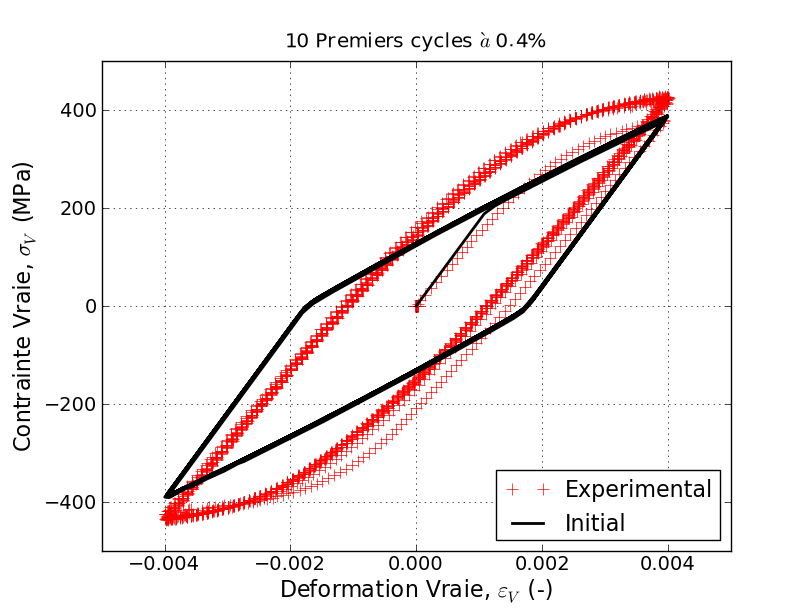 10 Premiers cycles à 0.4%
400
200
0
−200
−400
Contrainte Vraie, σV (MPa)
−0.004
−0.002
0.000
0.002
0.004
Deformation Vraie, εV (-)
Experimental
Initial